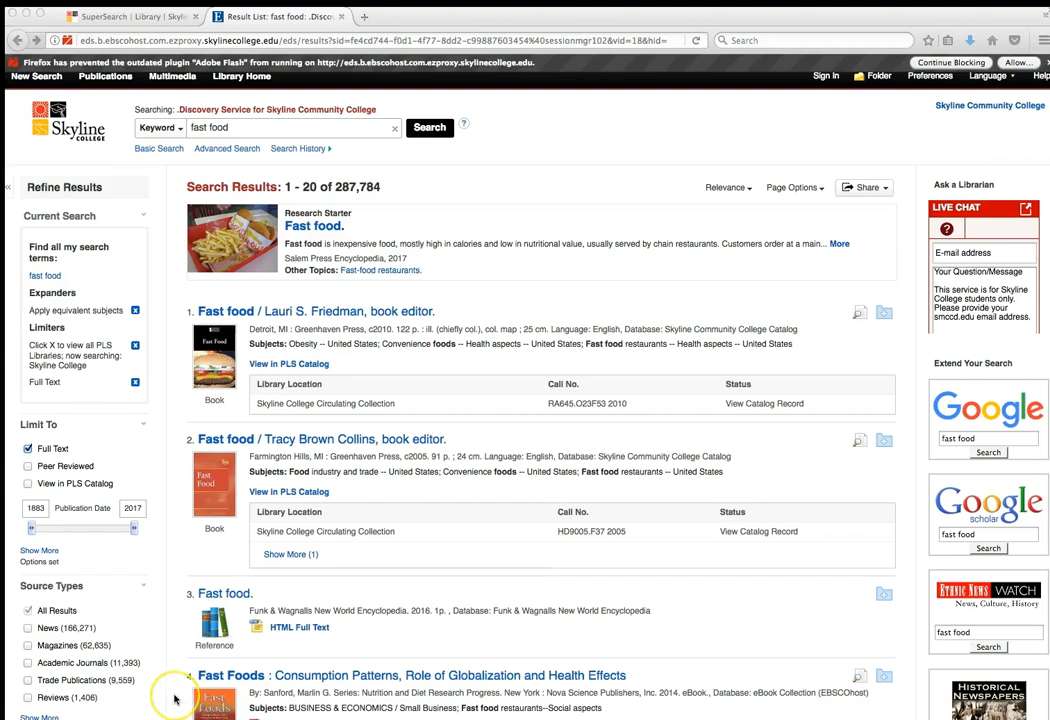 SuperSearch | Library | Skylin
Result List: fast food: .Disco
eds.b.ebscohost.com.ezproxy.skylinecollege.edu/eds/results?sid=fe4cd744-f0d1-4f77-8dd2-c99887603454%40sessionmgr102&vid=18&hid=
Search
Firefox has prevented the outdated plugin "Adobe Flash" from running on http://eds.b.ebscohost.com.ezproxy.skylinecollege.edu.
Continue Blocking
Allow...
New Search
Publications
Multimedia
Library Home
Sign In
Folder
Preferences
Language
Help
Skyline
COLLEGE
Searching: .Discovery Service for Skyline Community College
Skyline Community College
Keyword
fast food
Search
?
Basic Search
Advanced Search
Search History
Refine Results
Current Search
Find all my search
terms:
fast food
Expanders
Apply equivalent subjects
Limiters
Click X to view all PLS
Libraries; now searching:
Skyline College
Full Text
Limit To
Full Text
Peer Reviewed
View in PLS Catalog
1883
Publication Date
2017
Show More
Options set
Source Types
All Results
News (166,271)
Magazines (62,635)
Academic Journals (11,393)
Trade Publications (9,559)
Reviews (1,406)
Show More
Search Results: 1 - 20 of 287,784
Relevance
Page Options
Share
Research Starter
Fast food.
Fast food is inexpensive food, mostly high in calories and low in nutritional value, usually served by chain restaurants. Customers order at a main... More
Salem Press Encyclopedia, 2017
Other Topics: Fast-food restaurants.
1. Fast food / Lauri S. Friedman, book editor.
Fast Food
Book
Detroit, MI : Greenhaven Press, c2010. 122 p. : ill. (chiefly col.), col. map ; 25 cm. Language: English, Database: Skyline Community College Catalog
Subjects: Obesity -- United States; Convenience foods -- Health aspects -- United States; Fast food restaurants -- Health aspects -- United States
View in PLS Catalog
Library Location
Call No.
Status
Skyline College Circulating Collection
RA645.O23F53 2010
View Catalog Record
2. Fast food / Tracy Brown Collins, book editor.
Fast
Food
Book
Farmington Hills, MI : Greenhaven Press, c2005. 91 p. ; 24 cm. Language: English, Database: Skyline Community College Catalog
Subjects: Food industry and trade -- United States; Convenience foods -- United States; Fast food restaurants -- United States
View in PLS Catalog
Library Location
Call No.
Status
Skyline College Circulating Collection
HD9005.F37 2005
View Catalog Record
Show More (1)
3. Fast food.
Reference
Funk & Wagnalls New World Encyclopedia. 2016. 1p. , Database: Funk & Wagnalls New World Encyclopedia
HTML Full Text
4. Fast Foods : Consumption Patterns, Role of Globalization and Health Effects
Fast
Foods
By: Sanford, Marlin G. Series: Nutrition and Diet Research Progress. New York : Nova Science Publishers, Inc. 2014. eBook., Database: eBook Collection (EBSCOhost)
Subjects: BUSINESS & ECONOMICS / Small Business; Fast food restaurants--Social aspects
Ask a Librarian
LIVE CHAT
?
E-mail address
Your Question/Message
This service is for Skyline
College students only.
Please provide your
smccd.edu email address.
Extend Your Search
Google
fast food
Search
Google
scholar
fast food
Search
ETHNIC NEWSWATCH
News, Culture, History
fast food
Search
HISTORICAL
NEWSPAPERS